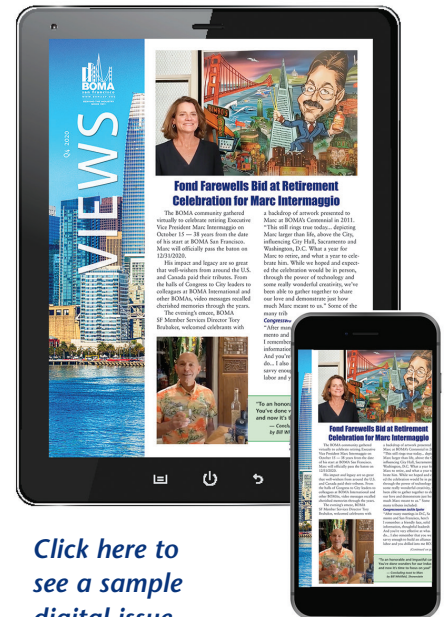 BOMA
SAN FRANCISCO
Q4 2020
VIEWS
Fond Farewells Bid at Retirement
Celebration for Marc Intermaggio
The BOMA community gathered
virtually to celebrate retiring Executive
Vice President Marc Intermaggio on
October 15 — 38 years from the date
of his start at BOMA San Francisco.
Marc will officially pass the baton on
12/31/2020.
His impact and legacy are so great
that well-wishers from around the U.S.
and Canada paid their tributes. From
the halls of Congress to City leaders to
colleagues at BOMA International and
other BOMAs, video messages recalled
cherished memories through the years.
The evening's emcee, BOMA
SF Member Services Director Tory
Brubaker, welcomed celebrants with
a backdrop of artwork presented to
Marc at BOMA's Centennial in 2011.
"This still rings true today... depicting
Marc larger than life, above the City,
influencing City Hall, Sacramento and
Washington, D.C. What a year for
Marc to retire, and what a year to cele-
brate him. While we hoped and expect-
ed the celebration would be in person,
through the power of technology and
some really wonderful creativity, we've
been able to gather together to share
our love and demonstrate just how
much Marc meant to us." Some of the
many trib
Congressw
"After man
mento and
I remember
information
And you're
do... I also
savvy enoug
labor and y
"To an honora
You've done w
and now it's t
— Conclud
by Bill W
Fond Farewells Bid at Retirement
Celebration for Marc Intermaggio
Click here to
see a sample
digital issue